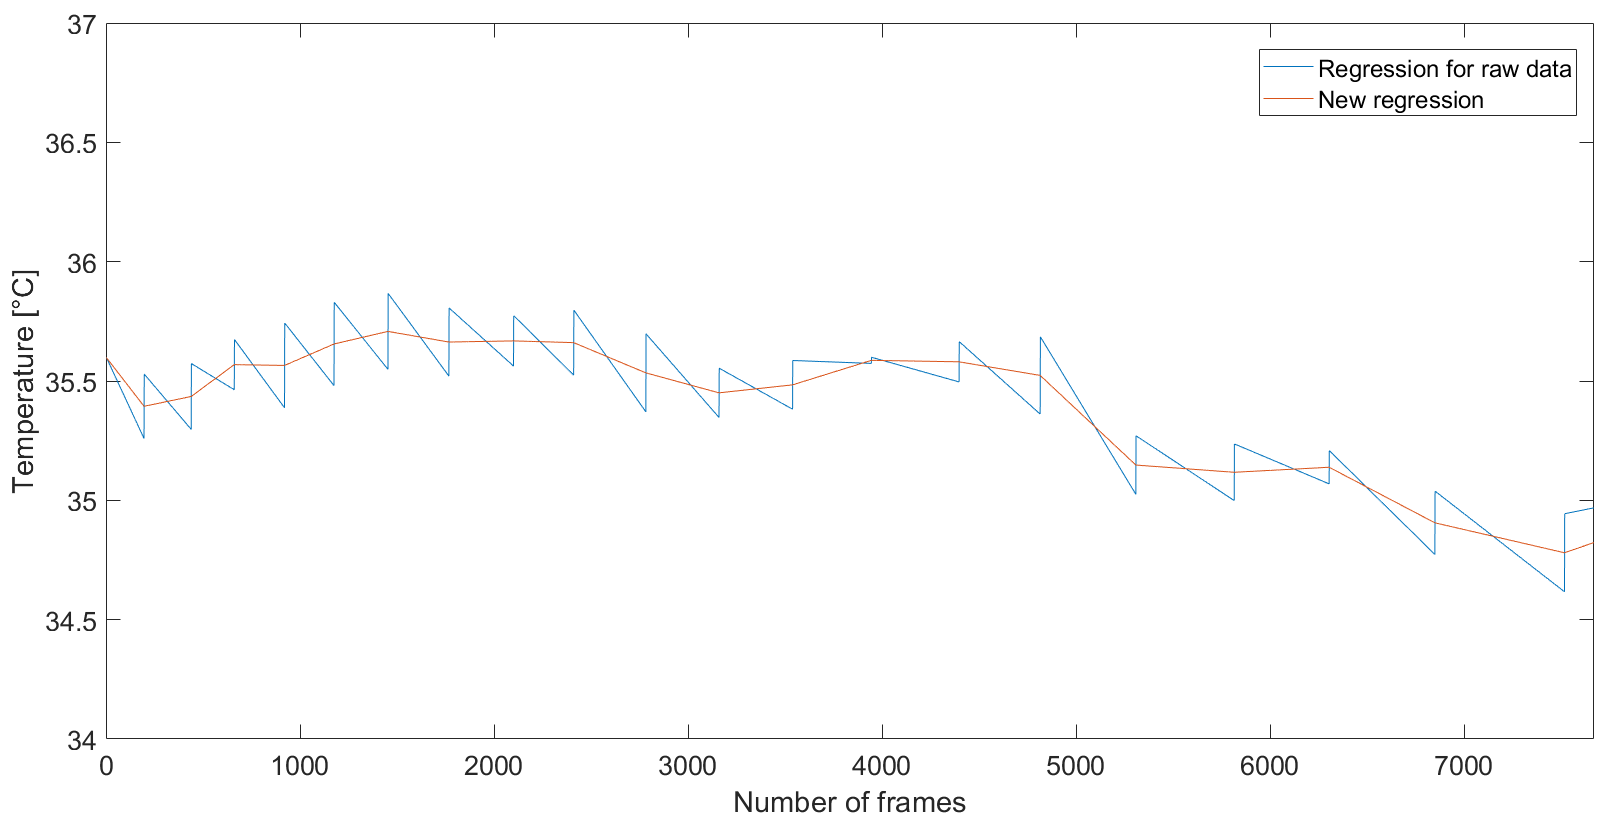 37
36.5
36
35.5
35
34.5
34
Temperature [°C]
Regression for raw data
New regression
0 1000 2000 3000 4000 5000 6000 7000
Number of frames